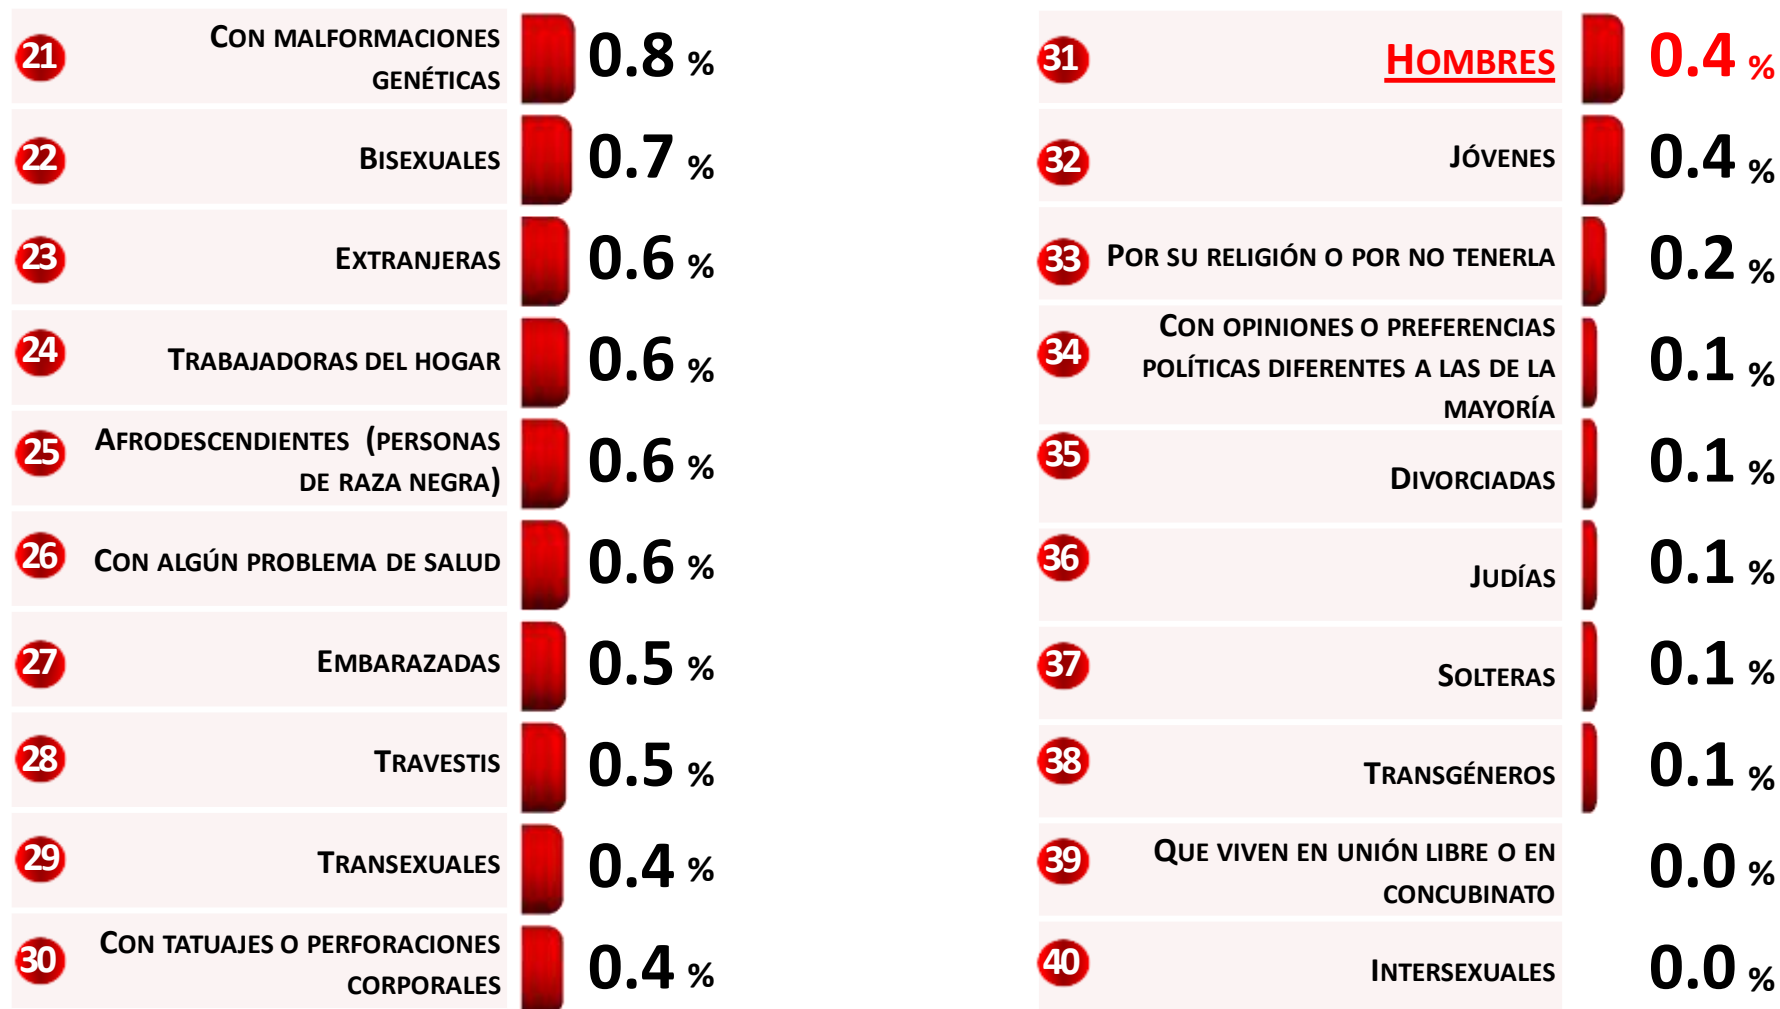 21 CON MALFORMACIONES
GENÉTICAS 0.8 %
22 BISEXUALES 0.7 %
23 EXTRANJERAS 0.6 %
24 TRABAJADORAS DEL HOGAR 0.6 %
25 AFRODESCENDIENTES (PERSONAS
DE RAZA NEGRA) 0.6 %
26 CON ALGÚN PROBLEMA DE SALUD 0.6 %
27 EMBARAZADAS 0.5 %
28 TRAVESTIS 0.5 %
29 TRANSEXUALES 0.4 %
30 CON TATUAJES O PERFORACIONES
CORPORALES 0.4 %
31 HOMBRES 0.4 %
32 JÓVENES 0.4 %
33 POR SU RELIGIÓN O POR NO TENERLA 0.2 %
34 CON OPINIONES O PREFERENCIAS
POLÍTICAS DIFERENTES A LAS DE LA
MAYORÍA 0.1 %
35 DIVORCIADAS 0.1 %
36 JUDÍAS 0.1 %
37 SOLTERAS 0.1 %
38 TRANSGÉNEROS 0.1 %
39 QUE VIVEN EN UNIÓN LIBRE O EN
CONCUBINATO 0.0 %
40 INTERSEXUALES 0.0 %